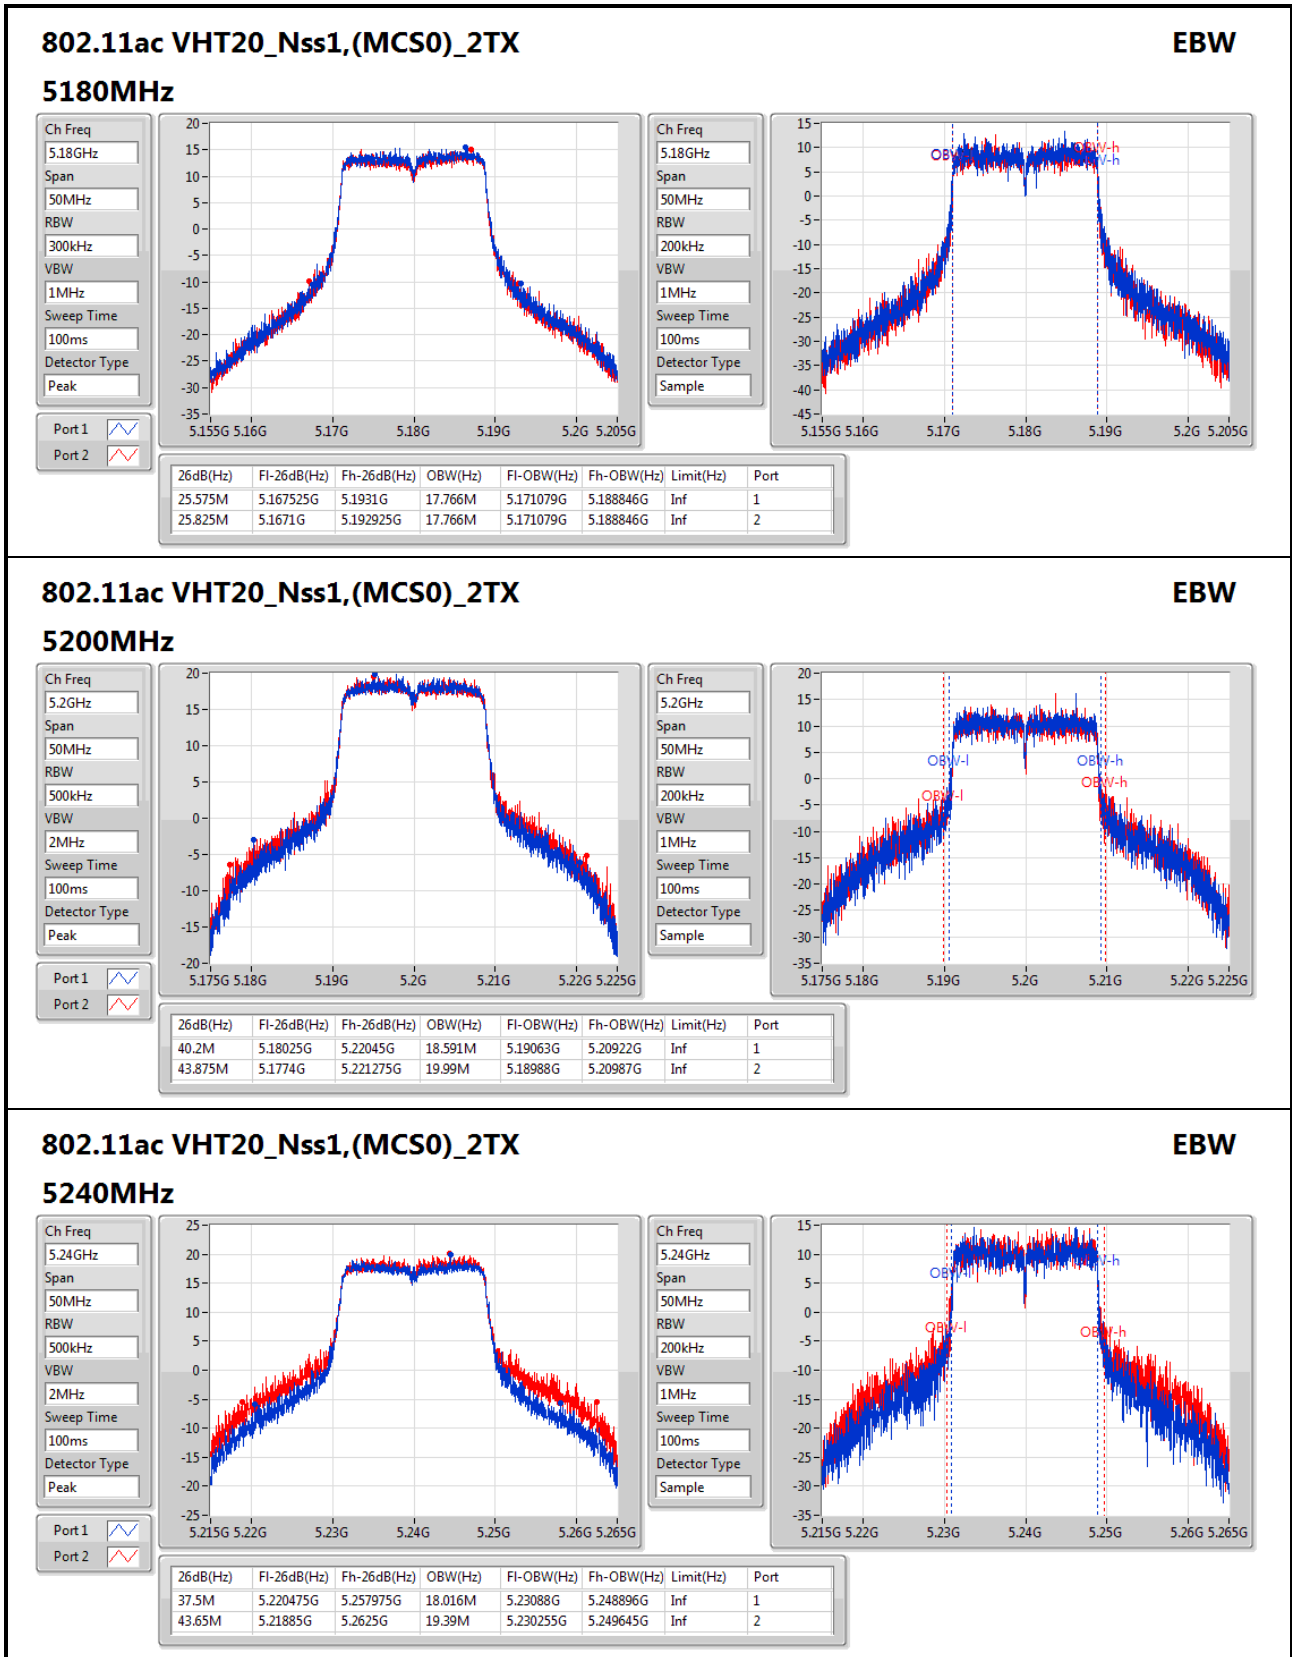 802.11ac VHT20_Nss1,(MCS0)_2TX EBW
5180MHz
Ch Freq
5.18GHz
Span
50MHz
RBW
300kHz
VBW
1MHz
Sweep Time
100ms
Detector Type
Peak
Port 1
Port 2
20
15
10
5
0
-5
-10
-15
-20
-25
-30
-35
5.155G 5.16G 5.17G 5.18G 5.19G 5.2G 5.205G
Ch Freq
5.18GHz
Span
50MHz
RBW
200kHz
VBW
1MHz
Sweep Time
100ms
Detector Type
Sample
15
10
5
0
-5
-10
-15
-20
-25
-30
-35
-40
-45
OBW-h
OBW-h
5.155G 5.16G 5.17G 5.18G 5.19G 5.2G 5.205G
26dB(Hz) Fl-26dB(Hz) Fh-26dB(Hz) OBW(Hz) Fl-OBW(Hz) Fh-OBW(Hz) Limit(Hz) Port
25.575M 5.167525G 5.1931G 17.766M 5.171079G 5.188846G Inf 1
25.825M 5.1671G 5.192925G 17.766M 5.171079G 5.188846G Inf 2
802.11ac VHT20_Nss1,(MCS0)_2TX EBW
5200MHz
Ch Freq
5.2GHz
Span
50MHz
RBW
500kHz
VBW
2MHz
Sweep Time
100ms
Detector Type
Peak
Port 1
Port 2
20
15
10
5
0
-5
-10
-15
-20
5.175G 5.18G 5.19G 5.2G 5.21G 5.22G 5.225G
Ch Freq
5.2GHz
Span
50MHz
RBW
200kHz
VBW
1MHz
Sweep Time
100ms
Detector Type
Sample
20
15
10
5
0
-5
-10
-15
-20
-25
-30
-35
OBW-l OBW-h
OBW-l OBW-h
5.175G 5.18G 5.19G 5.2G 5.21G 5.22G 5.225G
26dB(Hz) Fl-26dB(Hz) Fh-26dB(Hz) OBW(Hz) Fl-OBW(Hz) Fh-OBW(Hz) Limit(Hz) Port
40.2M 5.18025G 5.22045G 18.591M 5.19063G 5.20922G Inf 1
43.875M 5.1774G 5.221275G 19.99M 5.18988G 5.20987G Inf 2
802.11ac VHT20_Nss1,(MCS0)_2TX EBW
5240MHz
Ch Freq
5.24GHz
Span
50MHz
RBW
500kHz
VBW
2MHz
Sweep Time
100ms
Detector Type
Peak
Port 1
Port 2
25
20
15
10
5
0
-5
-10
-15
-20
-25
5.215G 5.22G 5.23G 5.24G 5.25G 5.26G 5.265G
Ch Freq
5.24GHz
Span
50MHz
RBW
200kHz
VBW
1MHz
Sweep Time
100ms
Detector Type
Sample
15
10
5
0
-5
-10
-15
-20
-25
-30
-35
OBW-l OBW-h
OBW-l OBW-h
5.215G 5.22G 5.23G 5.24G 5.25G 5.26G 5.265G
26dB(Hz) Fl-26dB(Hz) Fh-26dB(Hz) OBW(Hz) Fl-OBW(Hz) Fh-OBW(Hz) Limit(Hz) Port
37.5M 5.220475G 5.257975G 18.016M 5.23088G 5.248896G Inf 1
43.65M 5.21885G 5.2625G 19.39M 5.230255G 5.249645G Inf 2